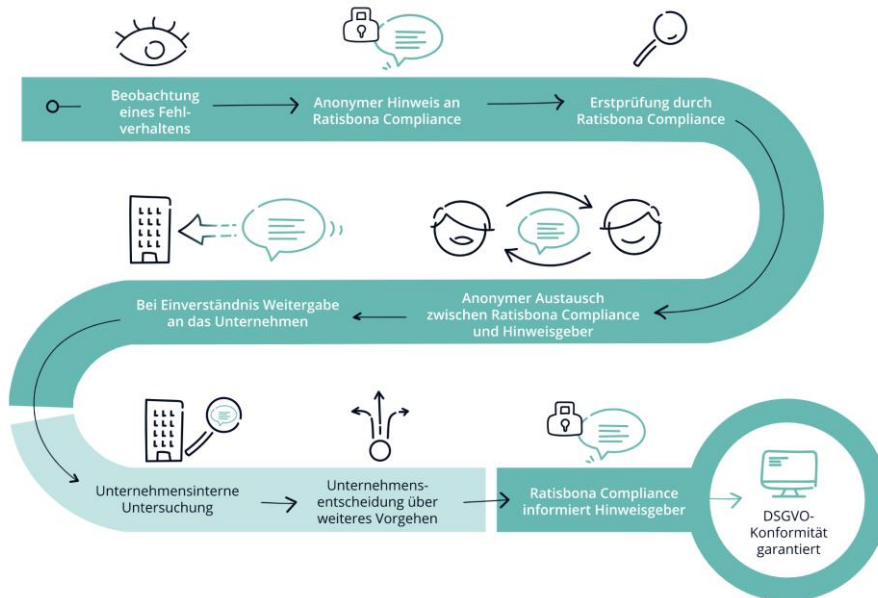 Beobachtung
eines Fehl-
verhaltens
Anonymer Hinweis an
Ratisbona Compliance
Erstprüfung durch
Ratisbona Compliance
Anonymer Austausch
zwischen Ratisbona Compliance
und Hinweisgeber
Bei Einverständnis Weitergabe
an das Unternehmen
Unternehmensinterne
Untersuchung
Unternehmens-
entscheidung über
weiteres Vorgehen
Ratisbona Compliance
informiert Hinweisgeber
DSGVO-
Konformität
garantiert